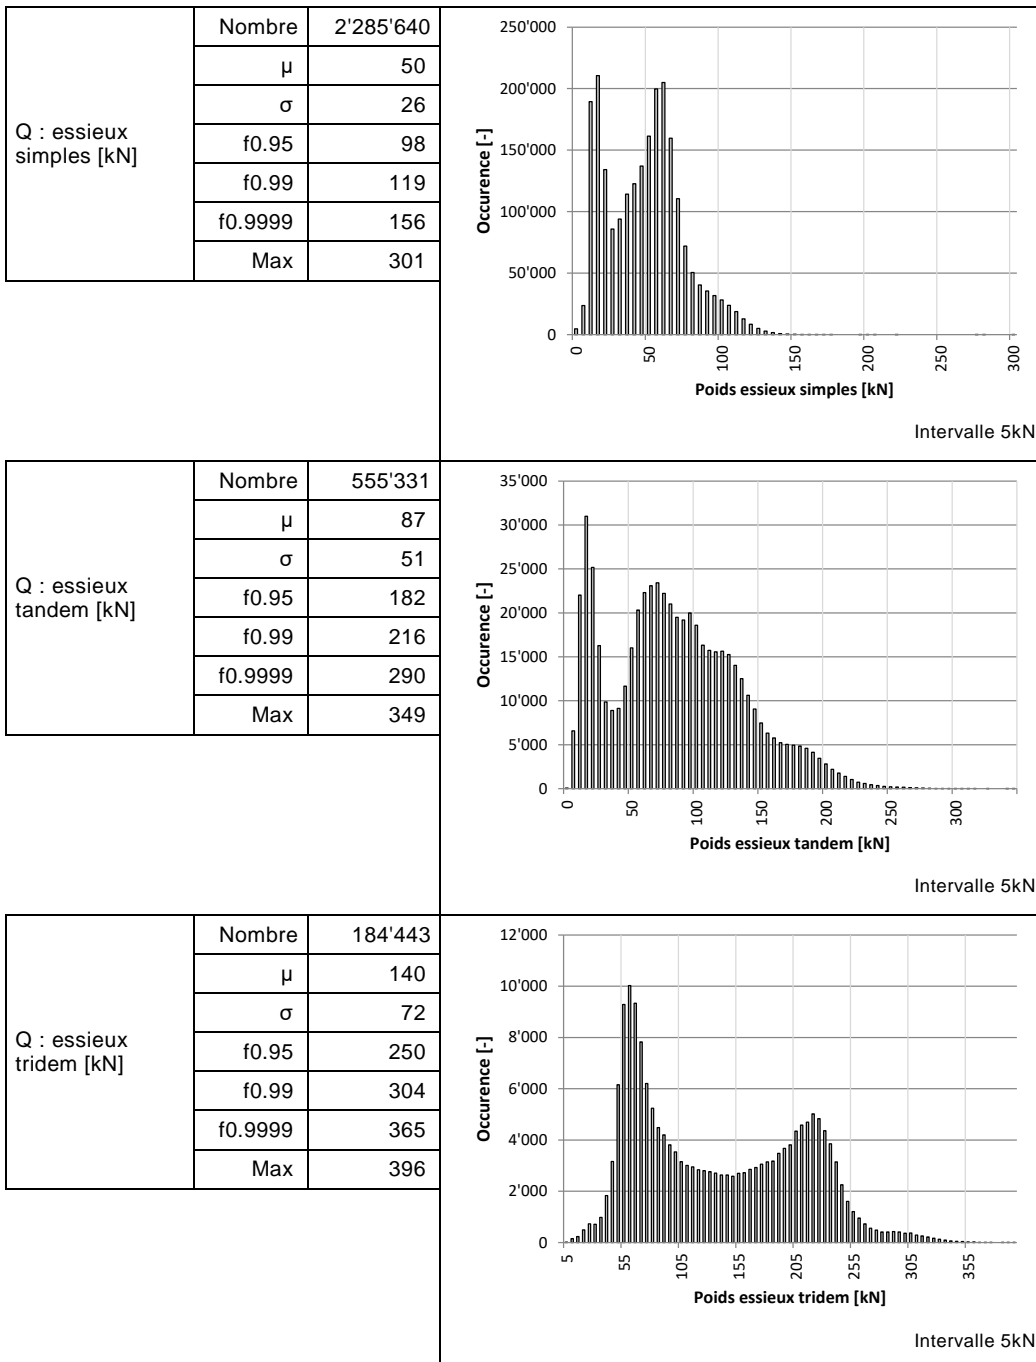 Q : essieux
simples [kN]
Nombre 2'285'640
µ 50
σ 26
f0.95 98
f0.99 119
f0.9999 156
Max 301
Occurence [-]
250'000
200'000
150'000
100'000
50'000
0
0 50 100 150 200 250 300
Poids essieux simples [kN]
Intervalle 5kN
Q : essieux
tandem [kN]
Nombre 555'331
µ 87
σ 51
f0.95 182
f0.99 216
f0.9999 290
Max 349
Occurence [-]
35'000
30'000
25'000
20'000
15'000
10'000
5'000
0
0 50 100 150 200 250 300
Poids essieux tandem [kN]
Intervalle 5kN
Q : essieux
tridem [kN]
Nombre 184'443
µ 140
σ 72
f0.95 250
f0.99 304
f0.9999 365
Max 396
Occurence [-]
12'000
10'000
8'000
6'000
4'000
2'000
0
5 55 105 155 205 255 305 355
Poids essieux tridem [kN]
Intervalle 5kN